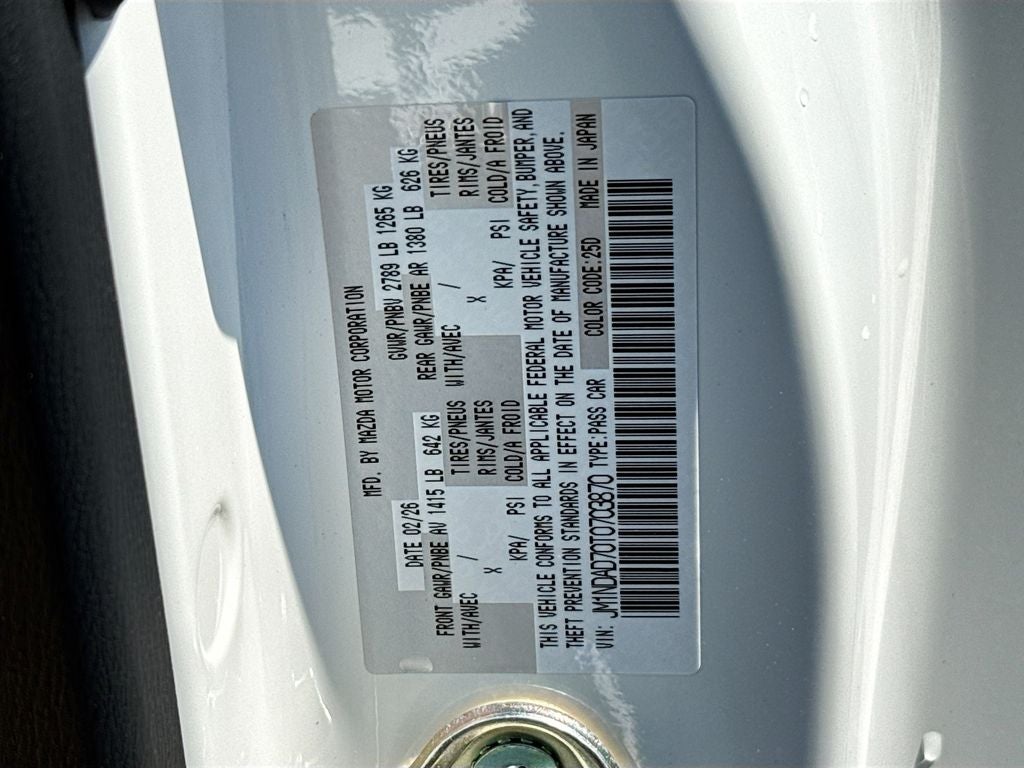 MFD. BY MAZDA MOTOR CORPORATION
DATE 02/26 GVWR/PNBV 2789 LB 1265 KG
FRONT GAWR/PNBE AV 1415 LB 642 KG REAR GAWR/PNBE AR 1380 LB 626 KG
WITH/AVEC / TIRES/PNEUS WITH/AVEC / TIRES/PNEUS
X RIMS/JANTES X RIMS/JANTES
KPA/ PSI COLD/A FROID KPA/ PSI COLD/A FROID
THIS VEHICLE CONFORMS TO ALL APPLICABLE FEDERAL MOTOR VEHICLE SAFETY, BUMPER, AND
THEFT PREVENTION STANDARDS IN EFFECT ON THE DATE OF MANUFACTURE SHOWN ABOVE.
VIN: JM1NDAD70T0703870 TYPE:PASS CAR COLOR CODE:25D MADE IN JAPAN